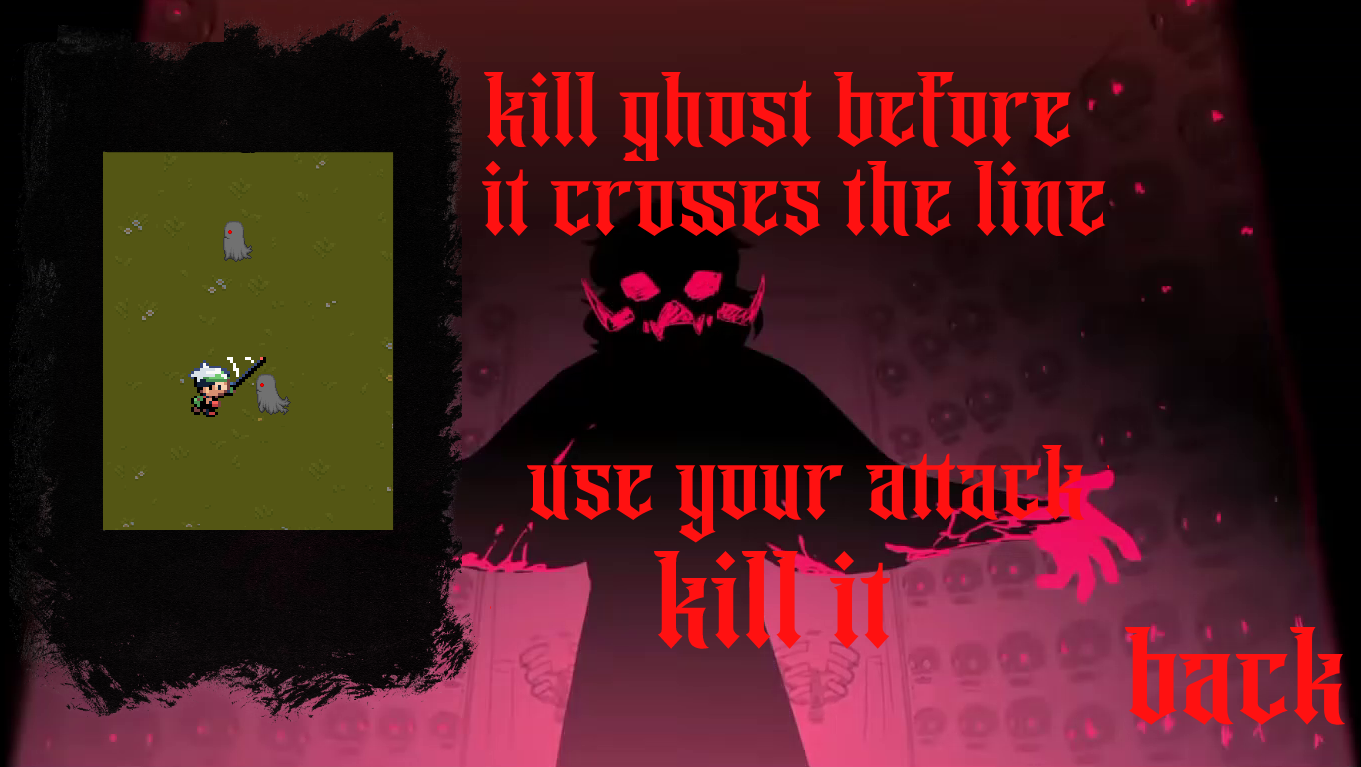 kill ghost before
it crosses the line
use your attack
kill it
back